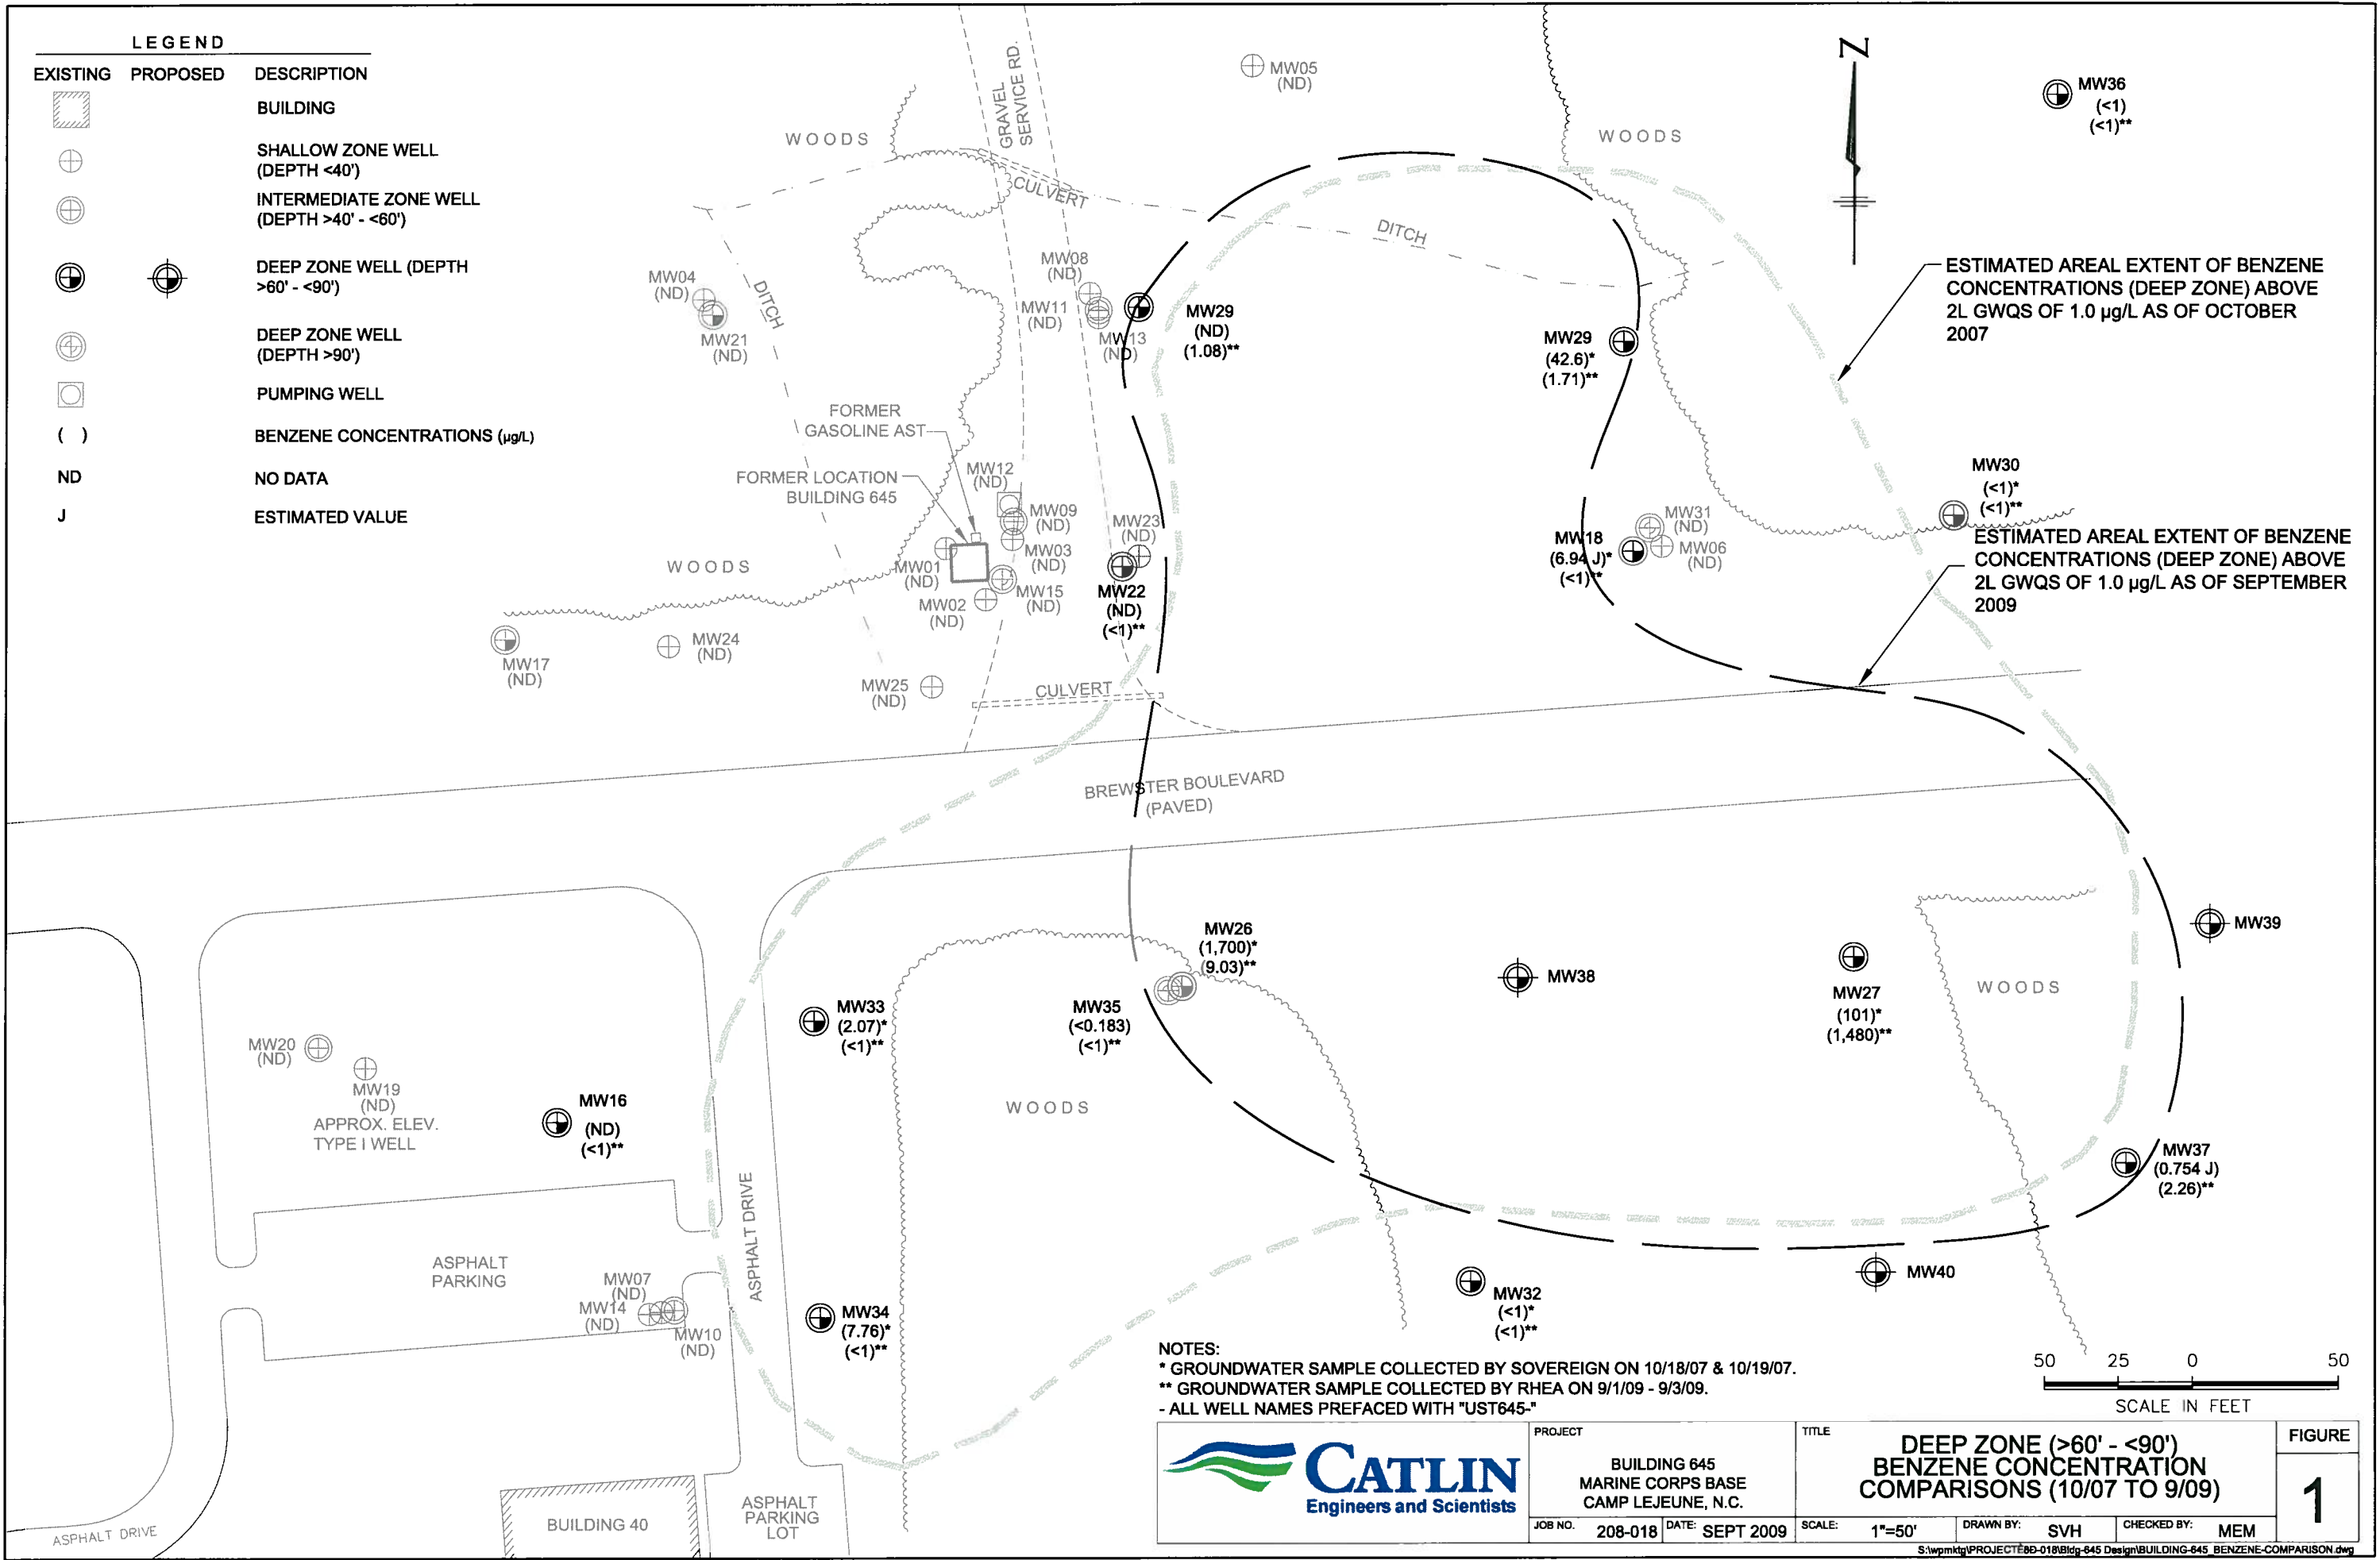 LEGEND
EXISTING PROPOSED DESCRIPTION
BUILDING
SHALLOW ZONE WELL
(DEPTH <40')
INTERMEDIATE ZONE WELL
(DEPTH >40' - <60')
DEEP ZONE WELL (DEPTH
>60' - <90')
DEEP ZONE WELL
(DEPTH >90')
PUMPING WELL
( ) BENZENE CONCENTRATIONS (µg/L)
ND NO DATA
J ESTIMATED VALUE
WOODS
GRAVEL
SERVICE RD.
MW05
(ND)
WOODS
N
MW36
(<1)
(<1)**
CULVERT
DITCH
MW04
(ND)
MW21
(ND)
DITCH
MW08
(ND)
MW11
(ND)
MW13
(ND)
MW29
(ND)
(1.08)**
MW29
(42.6)*
(1.71)**
ESTIMATED AREAL EXTENT OF BENZENE
CONCENTRATIONS (DEEP ZONE) ABOVE
2L GWQS OF 1.0 µg/L AS OF OCTOBER
2007
FORMER
GASOLINE AST
FORMER LOCATION
BUILDING 645
MW12
(ND)
MW09
(ND)
MW03
(ND)
MW01
(ND)
MW15
(ND)
MW02
(ND)
MW23
(ND)
MW22
(ND)
(<1)**
MW31
(ND)
MW06
(ND)
MW18
(6.94 J)*
(<1)**
MW30
(<1)*
(<1)**
ESTIMATED AREAL EXTENT OF BENZENE
CONCENTRATIONS (DEEP ZONE) ABOVE
2L GWQS OF 1.0 µg/L AS OF SEPTEMBER
2009
WOODS
MW17
(ND)
MW24
(ND)
MW25
(ND)
CULVERT
BREWSTER BOULEVARD
(PAVED)
MW26
(1,700)*
(9.03)**
MW35
(<0.183)
(<1)**
MW33
(2.07)*
(<1)**
MW38
MW27
(101)*
(1,480)**
WOODS
MW39
MW20
(ND)
MW19
(ND)
APPROX. ELEV.
TYPE I WELL
MW16
(ND)
(<1)**
WOODS
MW37
(0.754 J)
(2.26)**
ASPHALT DRIVE
ASPHALT
PARKING
MW07
(ND)
MW14
(ND)
MW10
(ND)
MW34
(7.76)*
(<1)**
MW32
(<1)*
(<1)**
MW40
BUILDING 40
ASPHALT
PARKING
LOT
ASPHALT DRIVE
NOTES:
* GROUNDWATER SAMPLE COLLECTED BY SOVEREIGN ON 10/18/07 & 10/19/07.
** GROUNDWATER SAMPLE COLLECTED BY RHEA ON 9/1/09 - 9/3/09.
- ALL WELL NAMES PREFACED WITH "UST645-"
50 25 0 50
SCALE IN FEET
CATLIN
Engineers and Scientists
PROJECT
BUILDING 645
MARINE CORPS BASE
CAMP LEJEUNE, N.C.
TITLE
DEEP ZONE (>60' - <90')
BENZENE CONCENTRATION
COMPARISONS (10/07 TO 9/09)
FIGURE
1
JOB NO. 208-018 DATE: SEPT 2009 SCALE: 1"=50' DRAWN BY: SVH CHECKED BY: MEM